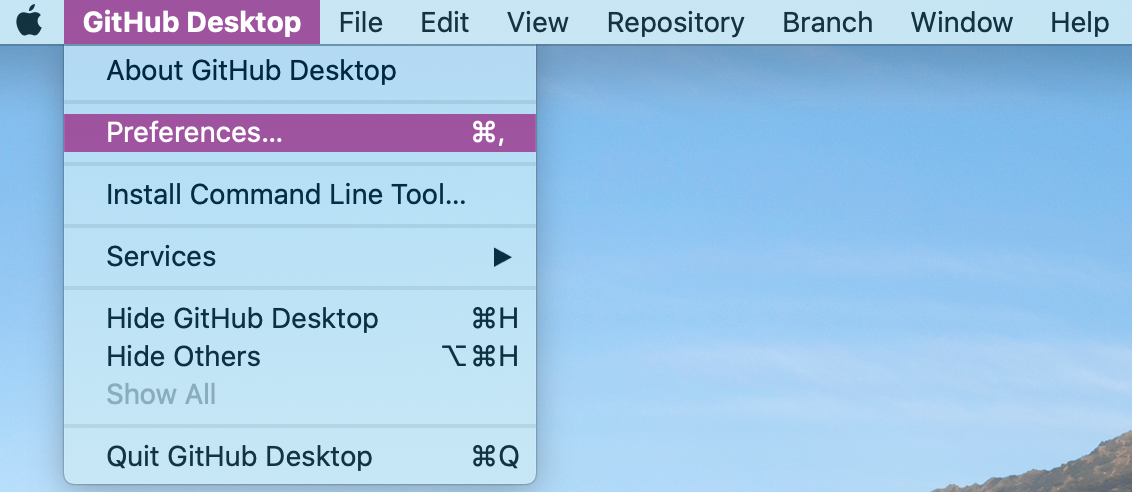 GitHub Desktop File Edit View Repository Branch Window Help
About GitHub Desktop
Preferences... ⌘,
Install Command Line Tool...
Services ▶
Hide GitHub Desktop ⌘H
Hide Others ⌥⌘H
Show All
Quit GitHub Desktop ⌘Q